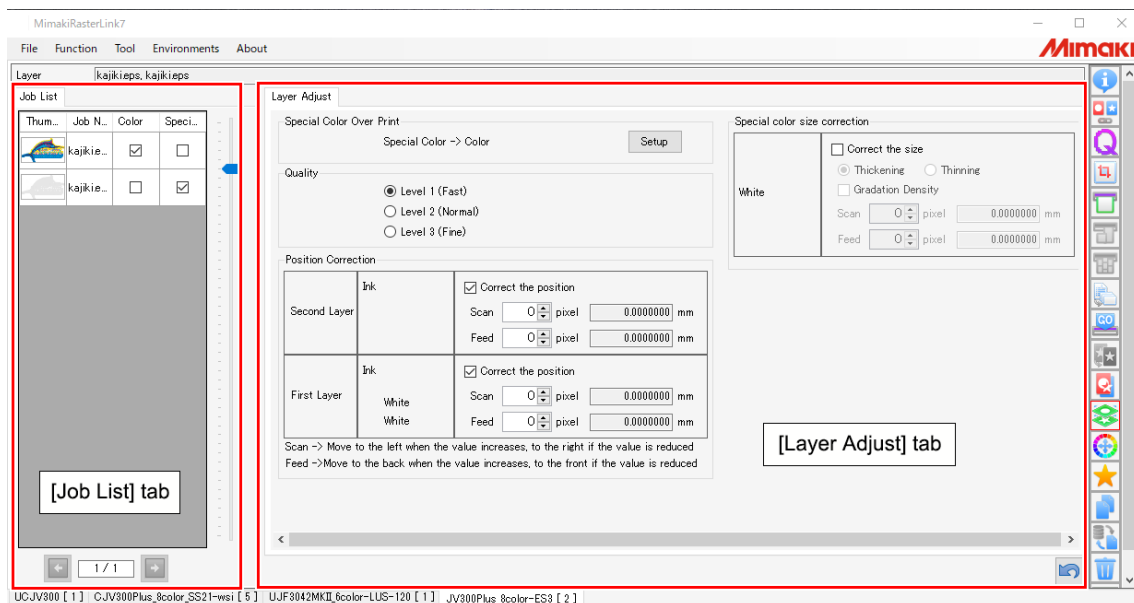 MimakiRasterLink7
File Function Tool Environments About
Mimaki
Layer kajiki.eps, kajiki.eps
Job List
Thum... Job N... Color Speci...
kajiki.e...
kajiki.e...
[Job List] tab
1 / 1
Layer Adjust
Special Color Over Print
Special Color -> Color Setup
Quality
Level 1 (Fast)
Level 2 (Normal)
Level 3 (Fine)
Position Correction
Second Layer
Ink
Correct the position
Scan 0 pixel 0.0000000 mm
Feed 0 pixel 0.0000000 mm
First Layer
Ink
White
White
Correct the position
Scan 0 pixel 0.0000000 mm
Feed 0 pixel 0.0000000 mm
Scan -> Move to the left when the value increases, to the right if the value is reduced
Feed ->Move to the back when the value increases, to the front if the value is reduced
Special color size correction
White
Correct the size
Thickening Thinning
Gradation Density
Scan 0 pixel 0.0000000 mm
Feed 0 pixel 0.0000000 mm
[Layer Adjust] tab
Q
GO
UCJV300 [ 1 ] CJV300Plus_8color_SS21-wsi [ 5 ] UJF3042MKII_6color-LUS-120 [ 1 ] JV300Plus 8color-ES3 [ 2 ]